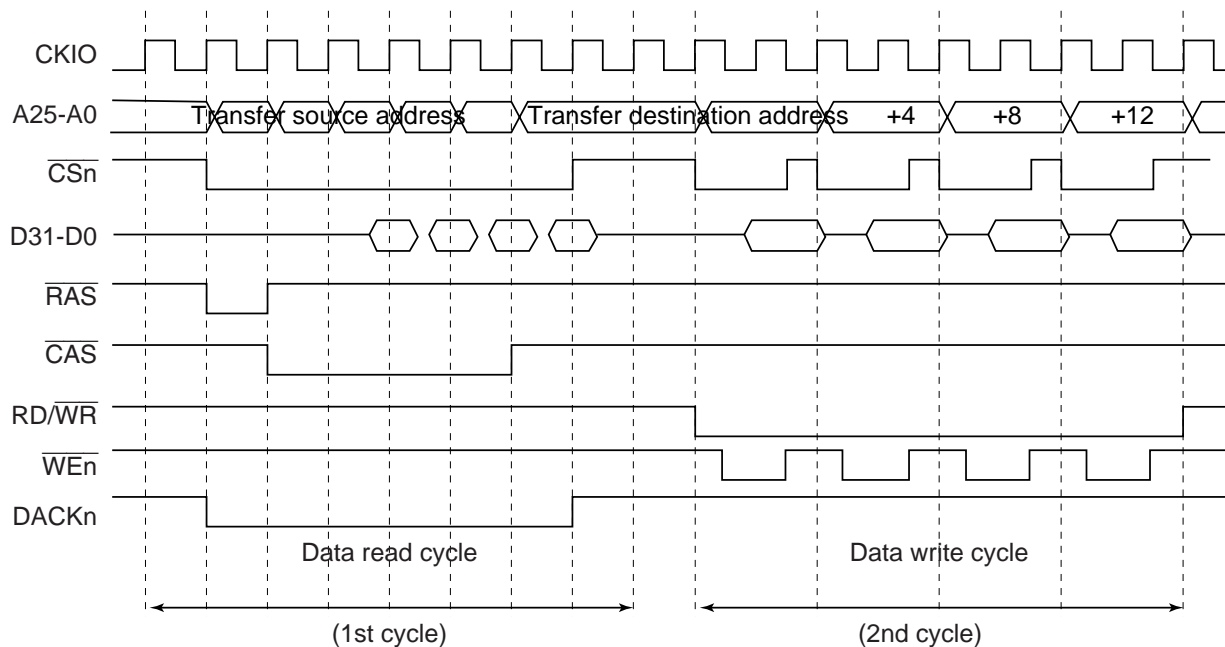 CKIO
A25-A0 Transfer source address Transfer destination address +4 +8 +12
CSn
D31-D0
RAS
CAS
RD/WR
WEn
DACKn
Data read cycle Data write cycle
(1st cycle) (2nd cycle)